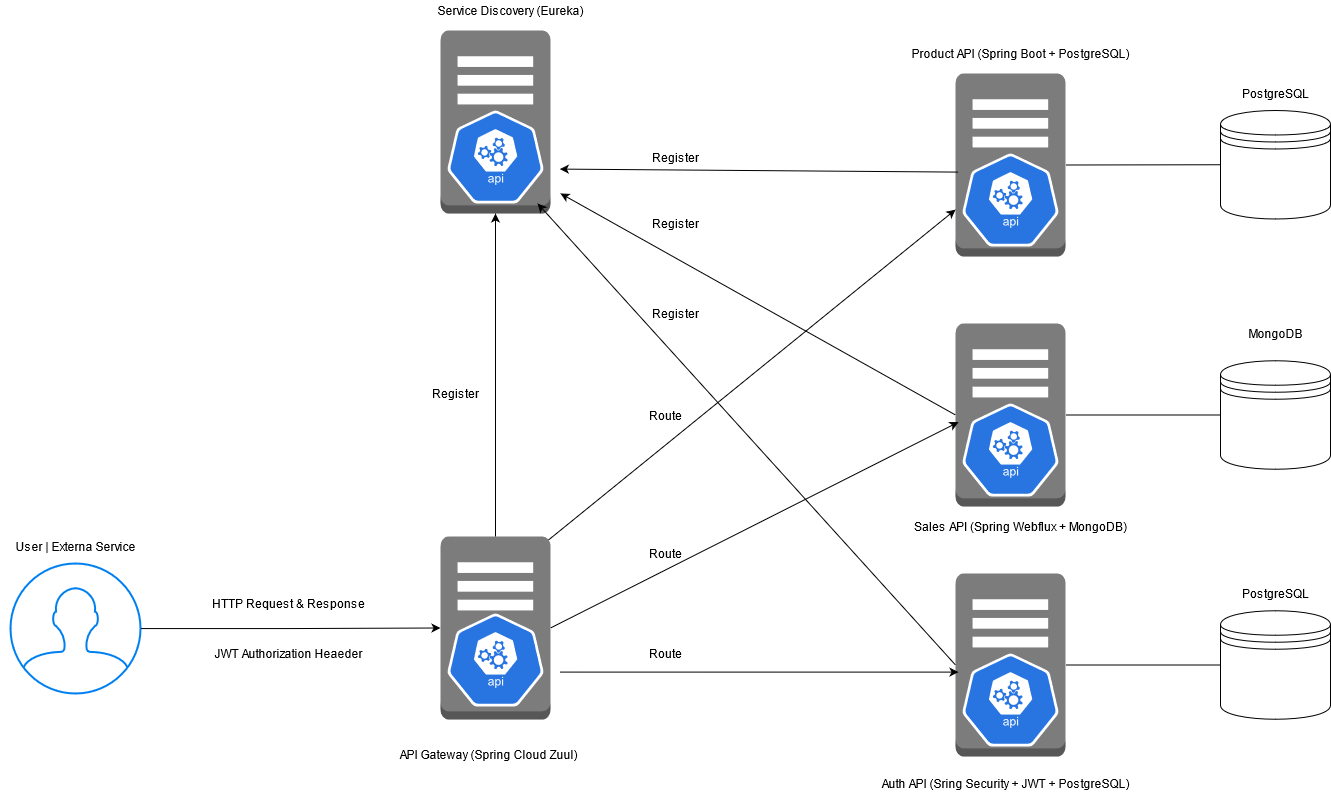 Service Discovery (Eureka)
api
Product API (Spring Boot + PostgreSQL)
api
PostgreSQL
Register
Register
Register
Register
Route
Route
Route
MongoDB
api
Sales API (Spring Webflux + MongoDB)
User | Externa Service
HTTP Request & Response
JWT Authorization Heaeder
api
API Gateway (Spring Cloud Zuul)
PostgreSQL
api
Auth API (Sring Security + JWT + PostgreSQL)